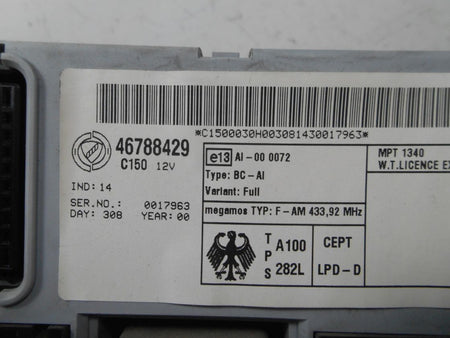 *C1500030H003081430017963*
46788429
C150 12V
IND: 14
SER.NO.: 0017963
DAY: 308 YEAR: 00
e13 AI-00 0072
Type: BC-AI
Variant: Full
megamos TYP: F-AM 433,92 MHz
TPS A100 282L
CEPT
LPD-D
MPT 1340
W.T.LICENCE EX